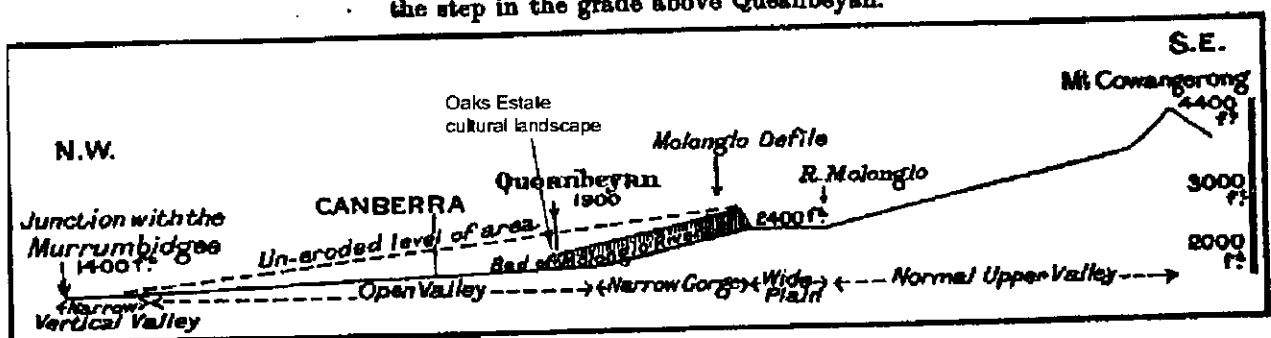 the step in the grade above Queanbeyan.
S.E.
Mt Cowangerong
4400
ft
Oaks Estate
cultural landscape
N.W.
Molonglo Defile
Queanbeyan
1900
R. Molonglo
CANBERRA
3000
ft
Junction with the
Murrumbidgee
1400 ft
Un-eroded level of area
2400 ft
2000
ft
Bed of Molonglo River
Narrow
Open Valley
Narrow Gorge
Wide
Plain
Normal Upper Valley
Vertical Valley